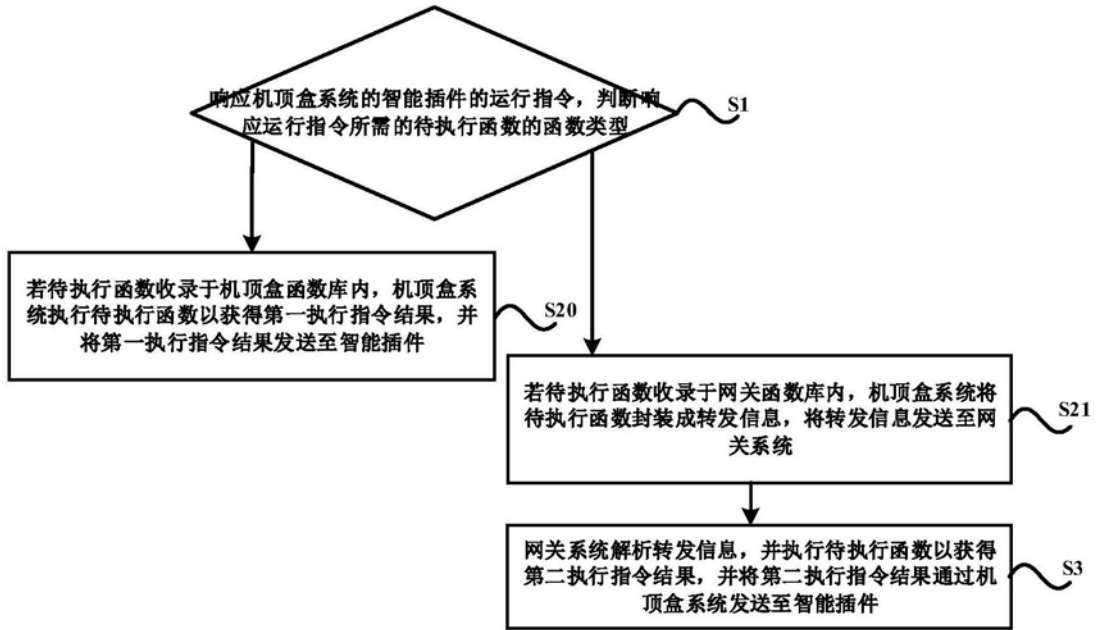 响应机顶盒系统的智能插件的运行指令，判断响
应运行指令所需的待执行函数的函数类型
S1
若待执行函数收录于机顶盒函数库内，机顶盒系
统执行待执行函数以获得第一执行指令结果，并
将第一执行指令结果发送至智能插件
S20
若待执行函数收录于网关函数库内，机顶盒系统将
待执行函数封装成转发信息，将转发信息发送至网
关系统
S21
网关系统解析转发信息，并执行待执行函数以获得
第二执行指令结果，并将第二执行指令结果通过机
顶盒系统发送至智能插件
S3